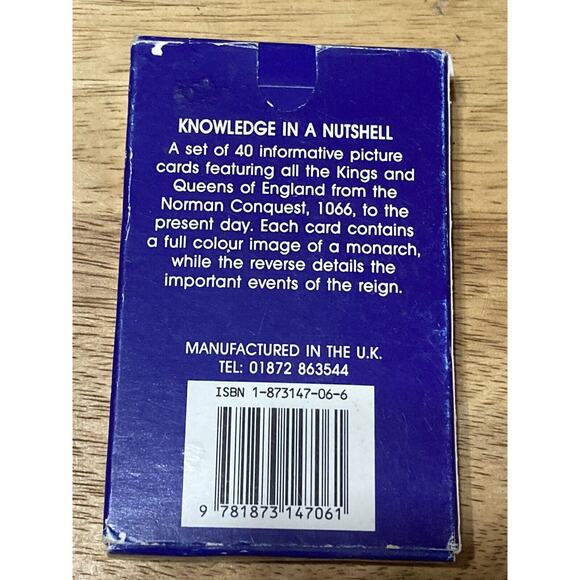 KNOWLEDGE IN A NUTSHELL
A set of 40 informative picture
cards featuring all the Kings and
Queens of England from the
Norman Conquest, 1066, to the
present day. Each card contains
a full colour image of a monarch,
while the reverse details the
important events of the reign.
MANUFACTURED IN THE U.K.
TEL: 01872 863544
ISBN 1-873147-06-6
9 781873 147061